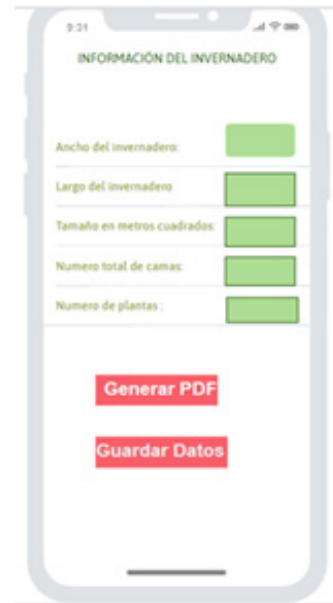 9:31
INFORMACIÓN DEL INVERNADERO
Ancho del invernadero:
Largo del invernadero
Tamaño en metros cuadrados:
Numero total de camas:
Numero de plantas :
Generar PDF
Guardar Datos